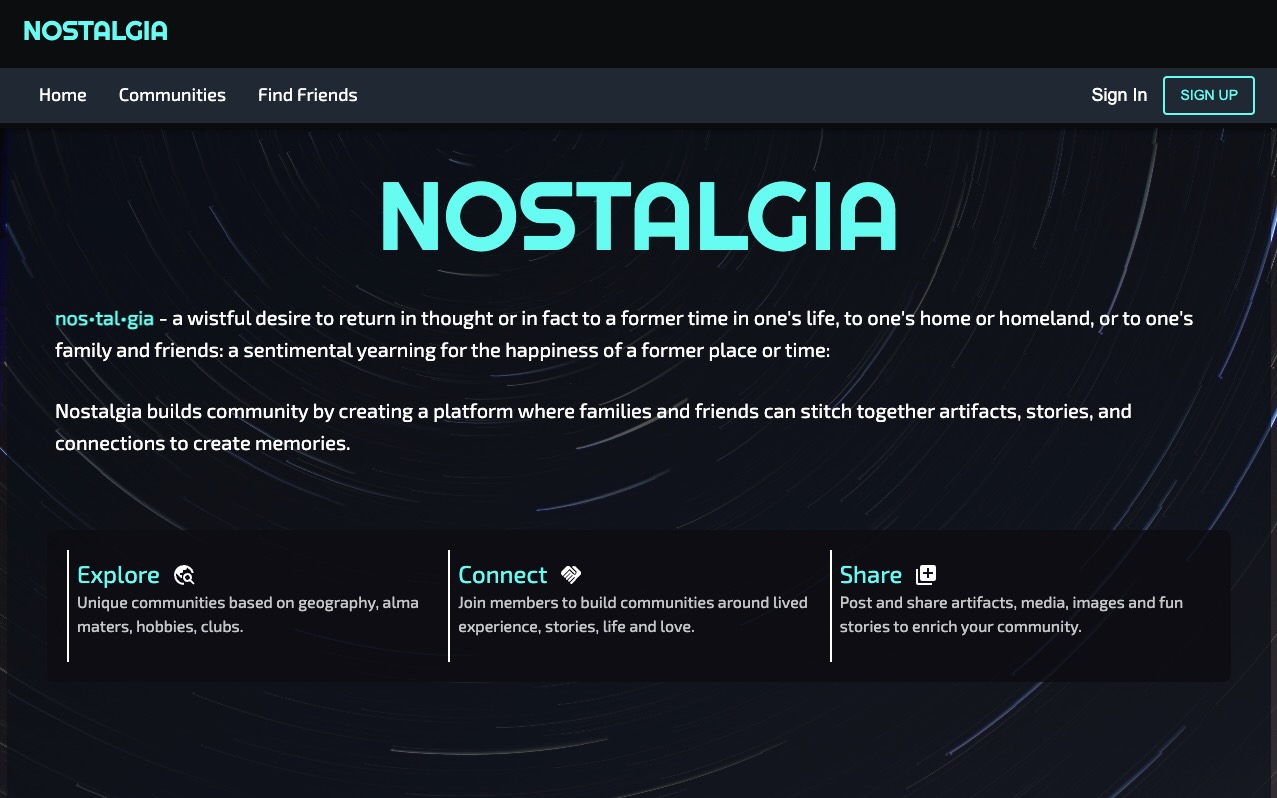 NOSTALGIA
Home Communities Find Friends Sign In SIGN UP
NOSTALGIA
nos•tal•gia - a wistful desire to return in thought or in fact to a former time in one's life, to one's home or homeland, or to one's
family and friends: a sentimental yearning for the happiness of a former place or time:
Nostalgia builds community by creating a platform where families and friends can stitch together artifacts, stories, and
connections to create memories.
Explore
Unique communities based on geography, alma
maters, hobbies, clubs.
Connect
Join members to build communities around lived
experience, stories, life and love.
Share
Post and share artifacts, media, images and fun
stories to enrich your community.